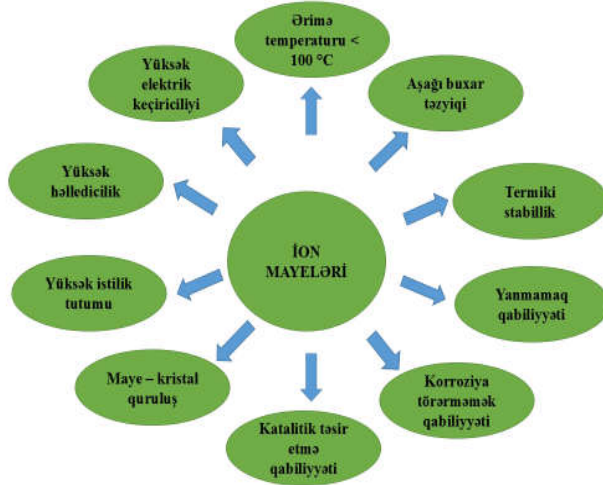 Ərimə
temperaturu <
100 °C
Aşağı buxar
təzyiqi
Termiki
stabillik
Yanmamaq
qabiliyyəti
Korroziya
törərməmək
qabiliyyəti
Katalitik təsir
etmə
qabiliyyəti
Maye – kristal
quruluş
Yüksək istilik
tutumu
Yüksək
həlledicilik
Yüksək
elektrik
keçiriciliyi
İON
MAYELƏRİ